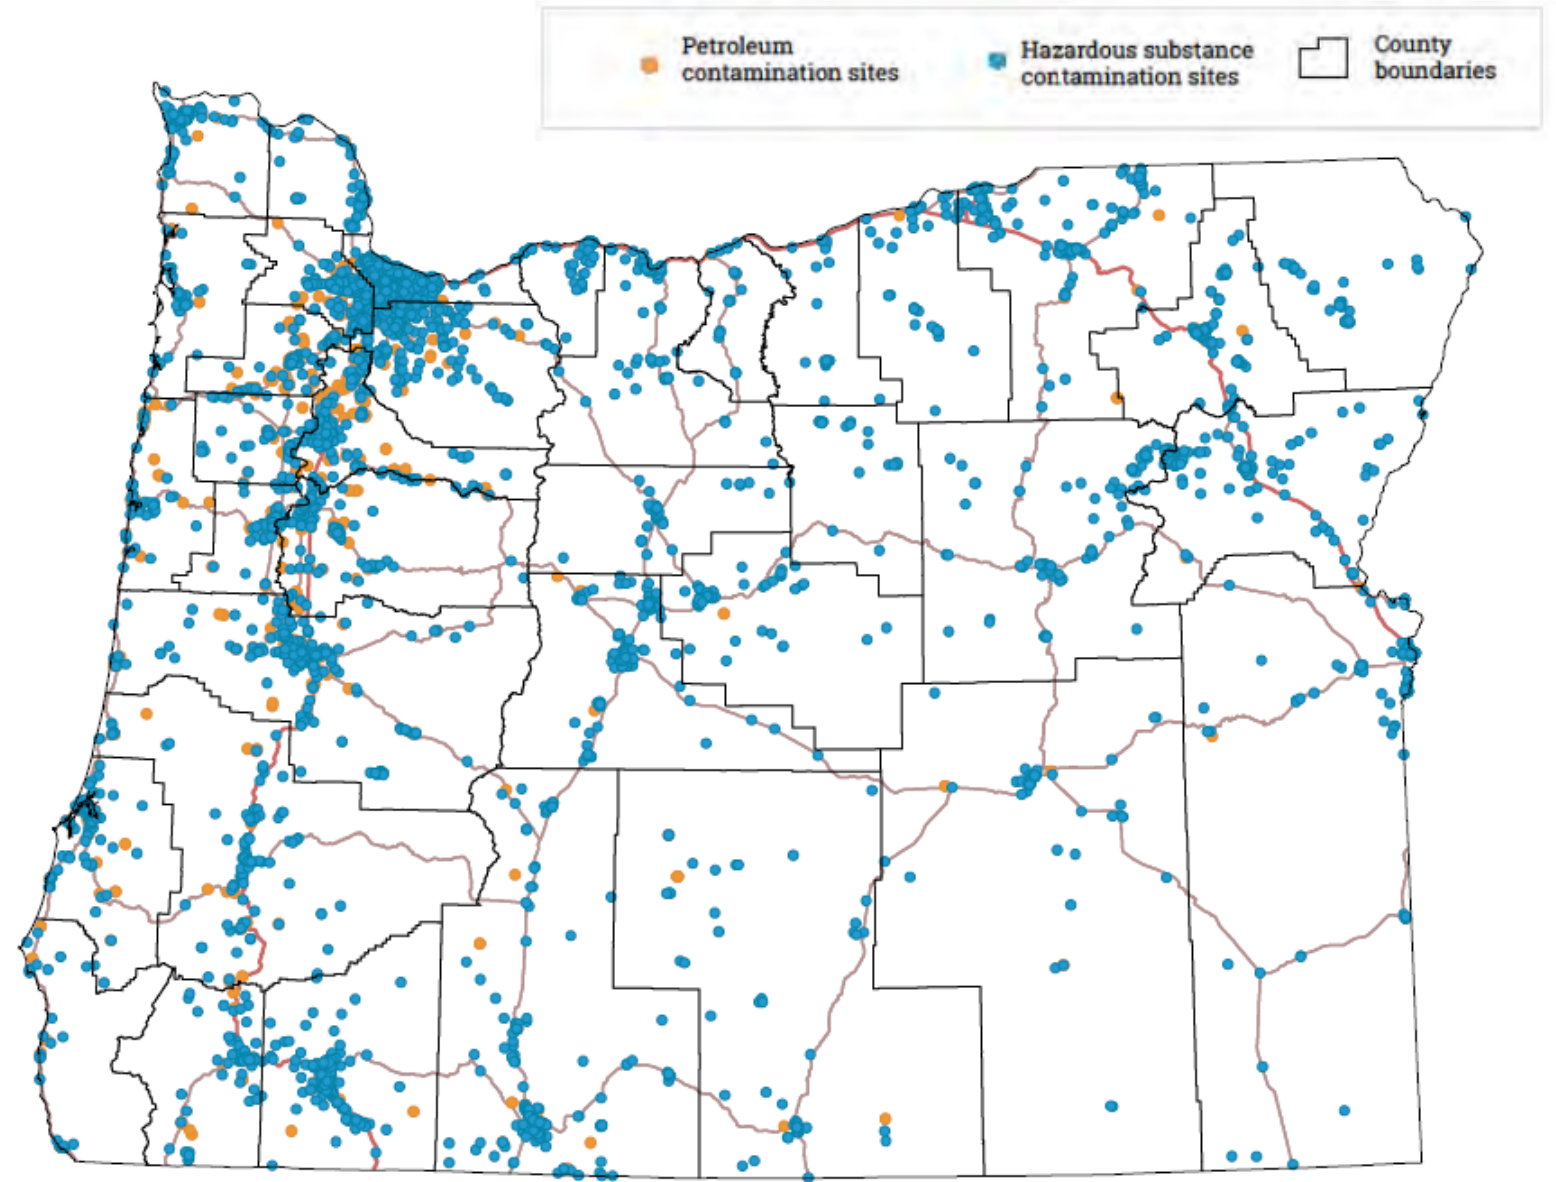 Petroleum
contamination sites
Hazardous substance
contamination sites
County
boundaries